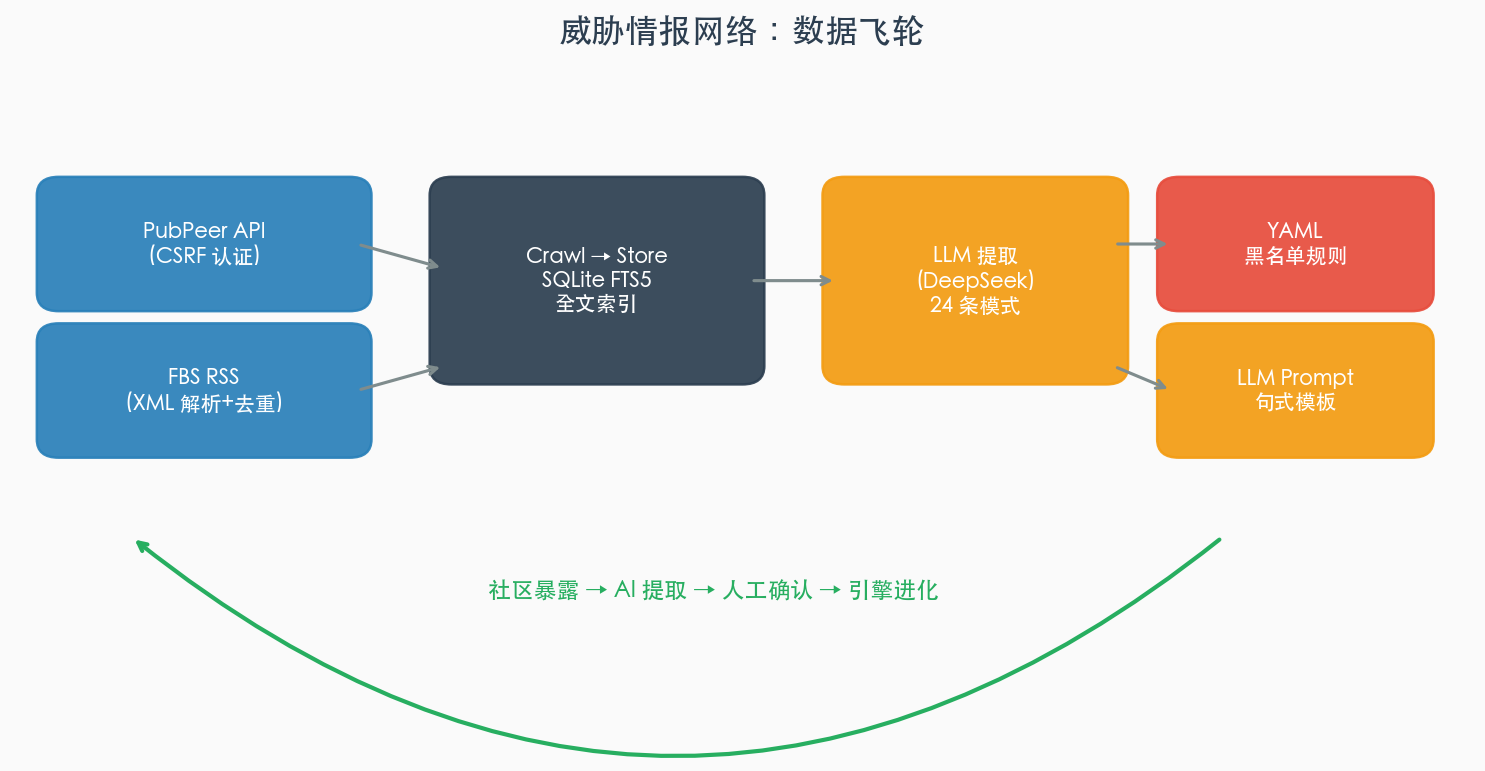 威胁情报网络：数据飞轮
PubPeer API
(CSRF 认证)
FBS RSS
(XML 解析+去重)
Crawl → Store
SQLite FTS5
全文索引
LLM 提取
(DeepSeek)
24 条模式
YAML
黑名单规则
LLM Prompt
句式模板
社区暴露 → AI 提取 → 人工确认 → 引擎进化